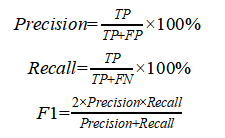 Precision=TP/TP+FP×100%
Recall=TP/TP+FN×100%
F1=2×Precision×Recall/Precision+Recall